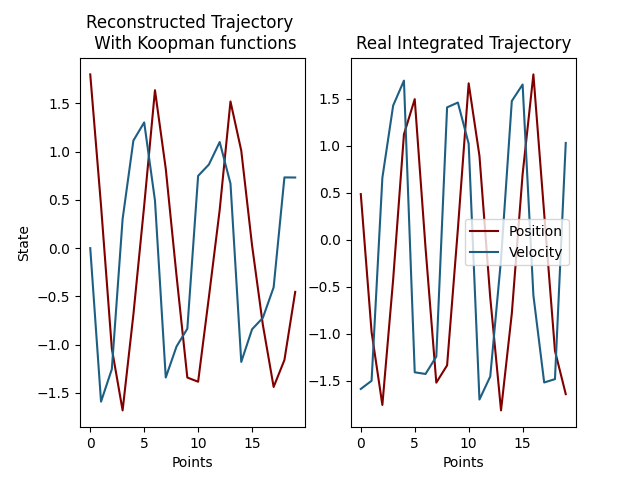 Reconstructed Trajectory
With Koopman functions
State
1.5
1.0
0.5
0.0
−0.5
−1.0
−1.5
0
5
10
15
Points
Real Integrated Trajectory
1.5
1.0
0.5
0.0
−0.5
−1.0
−1.5
0
5
10
15
Points
Position
Velocity